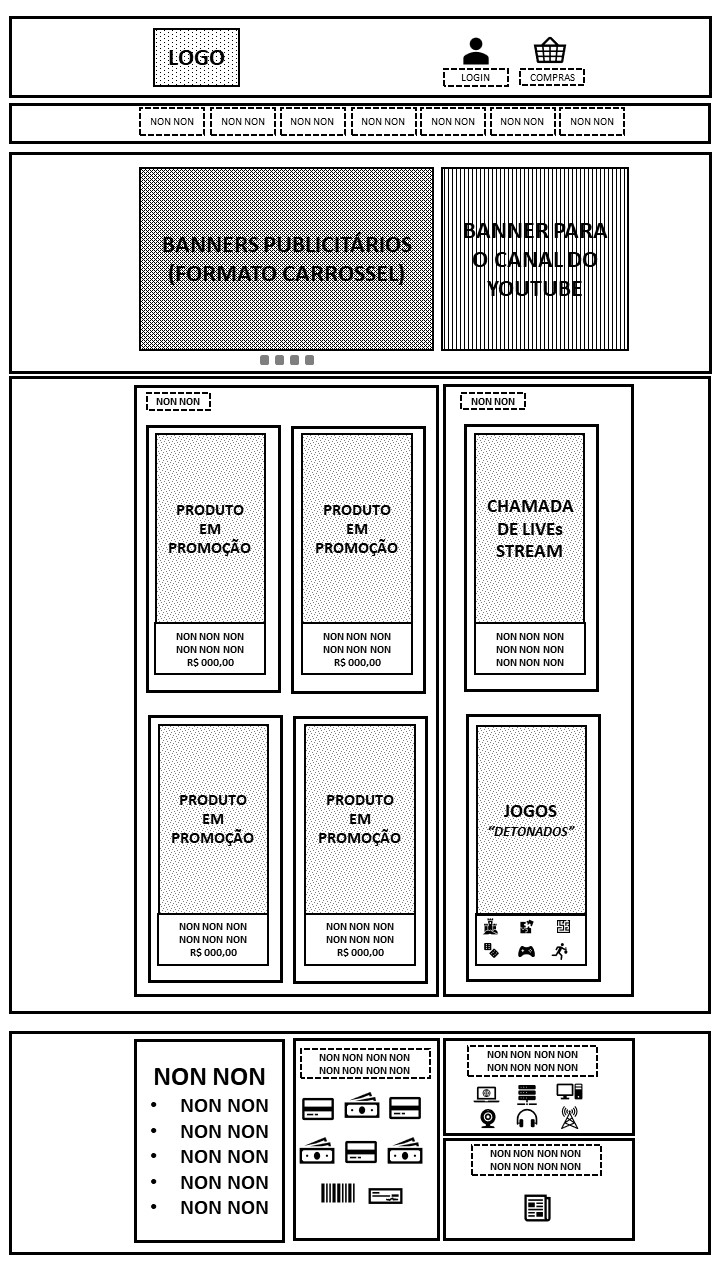 LOGO
LOGIN
COMPRAS
NON NON
NON NON
NON NON
NON NON
NON NON
NON NON
NON NON
BANNERS PUBLICITÁRIOS
(FORMATO CARROSSEL)
BANNER PARA
O CANAL DO
YOUTUBE
NON NON
PRODUTO
EM
PROMOÇÃO
NON NON NON
NON NON NON
R$ 000,00
PRODUTO
EM
PROMOÇÃO
NON NON NON
NON NON NON
R$ 000,00
PRODUTO
EM
PROMOÇÃO
NON NON NON
NON NON NON
R$ 000,00
PRODUTO
EM
PROMOÇÃO
NON NON NON
NON NON NON
R$ 000,00
NON NON
CHAMADA
DE LIVEs
STREAM
NON NON NON
NON NON NON
NON NON NON
JOGOS
“DETONADOS”
NON NON
• NON NON
• NON NON
• NON NON
• NON NON
• NON NON
NON NON NON NON
NON NON NON NON
NON NON NON NON
NON NON NON NON
NON NON NON NON
NON NON NON NON